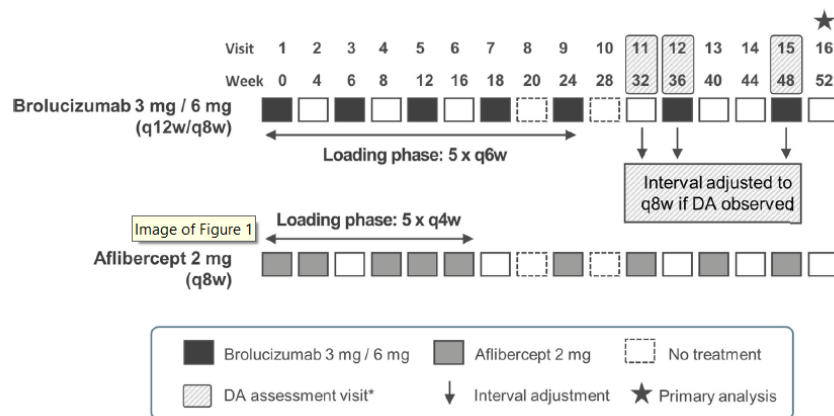 Visit 1 2 3 4 5 6 7 8 9 10 11 12 13 14 15 16
Week 0 4 6 8 12 16 18 20 24 28 32 36 40 44 48 52
Brolucizumab 3 mg / 6 mg
(q12w/q8w)
Loading phase: 5 x q6w
Interval adjusted to
q8w if DA observed
Loading phase: 5 x q4w
Image of Figure 1
Aflibercept 2 mg
(q8w)
Brolucizumab 3 mg / 6 mg Aflibercept 2 mg No treatment
DA assessment visit* Interval adjustment Primary analysis